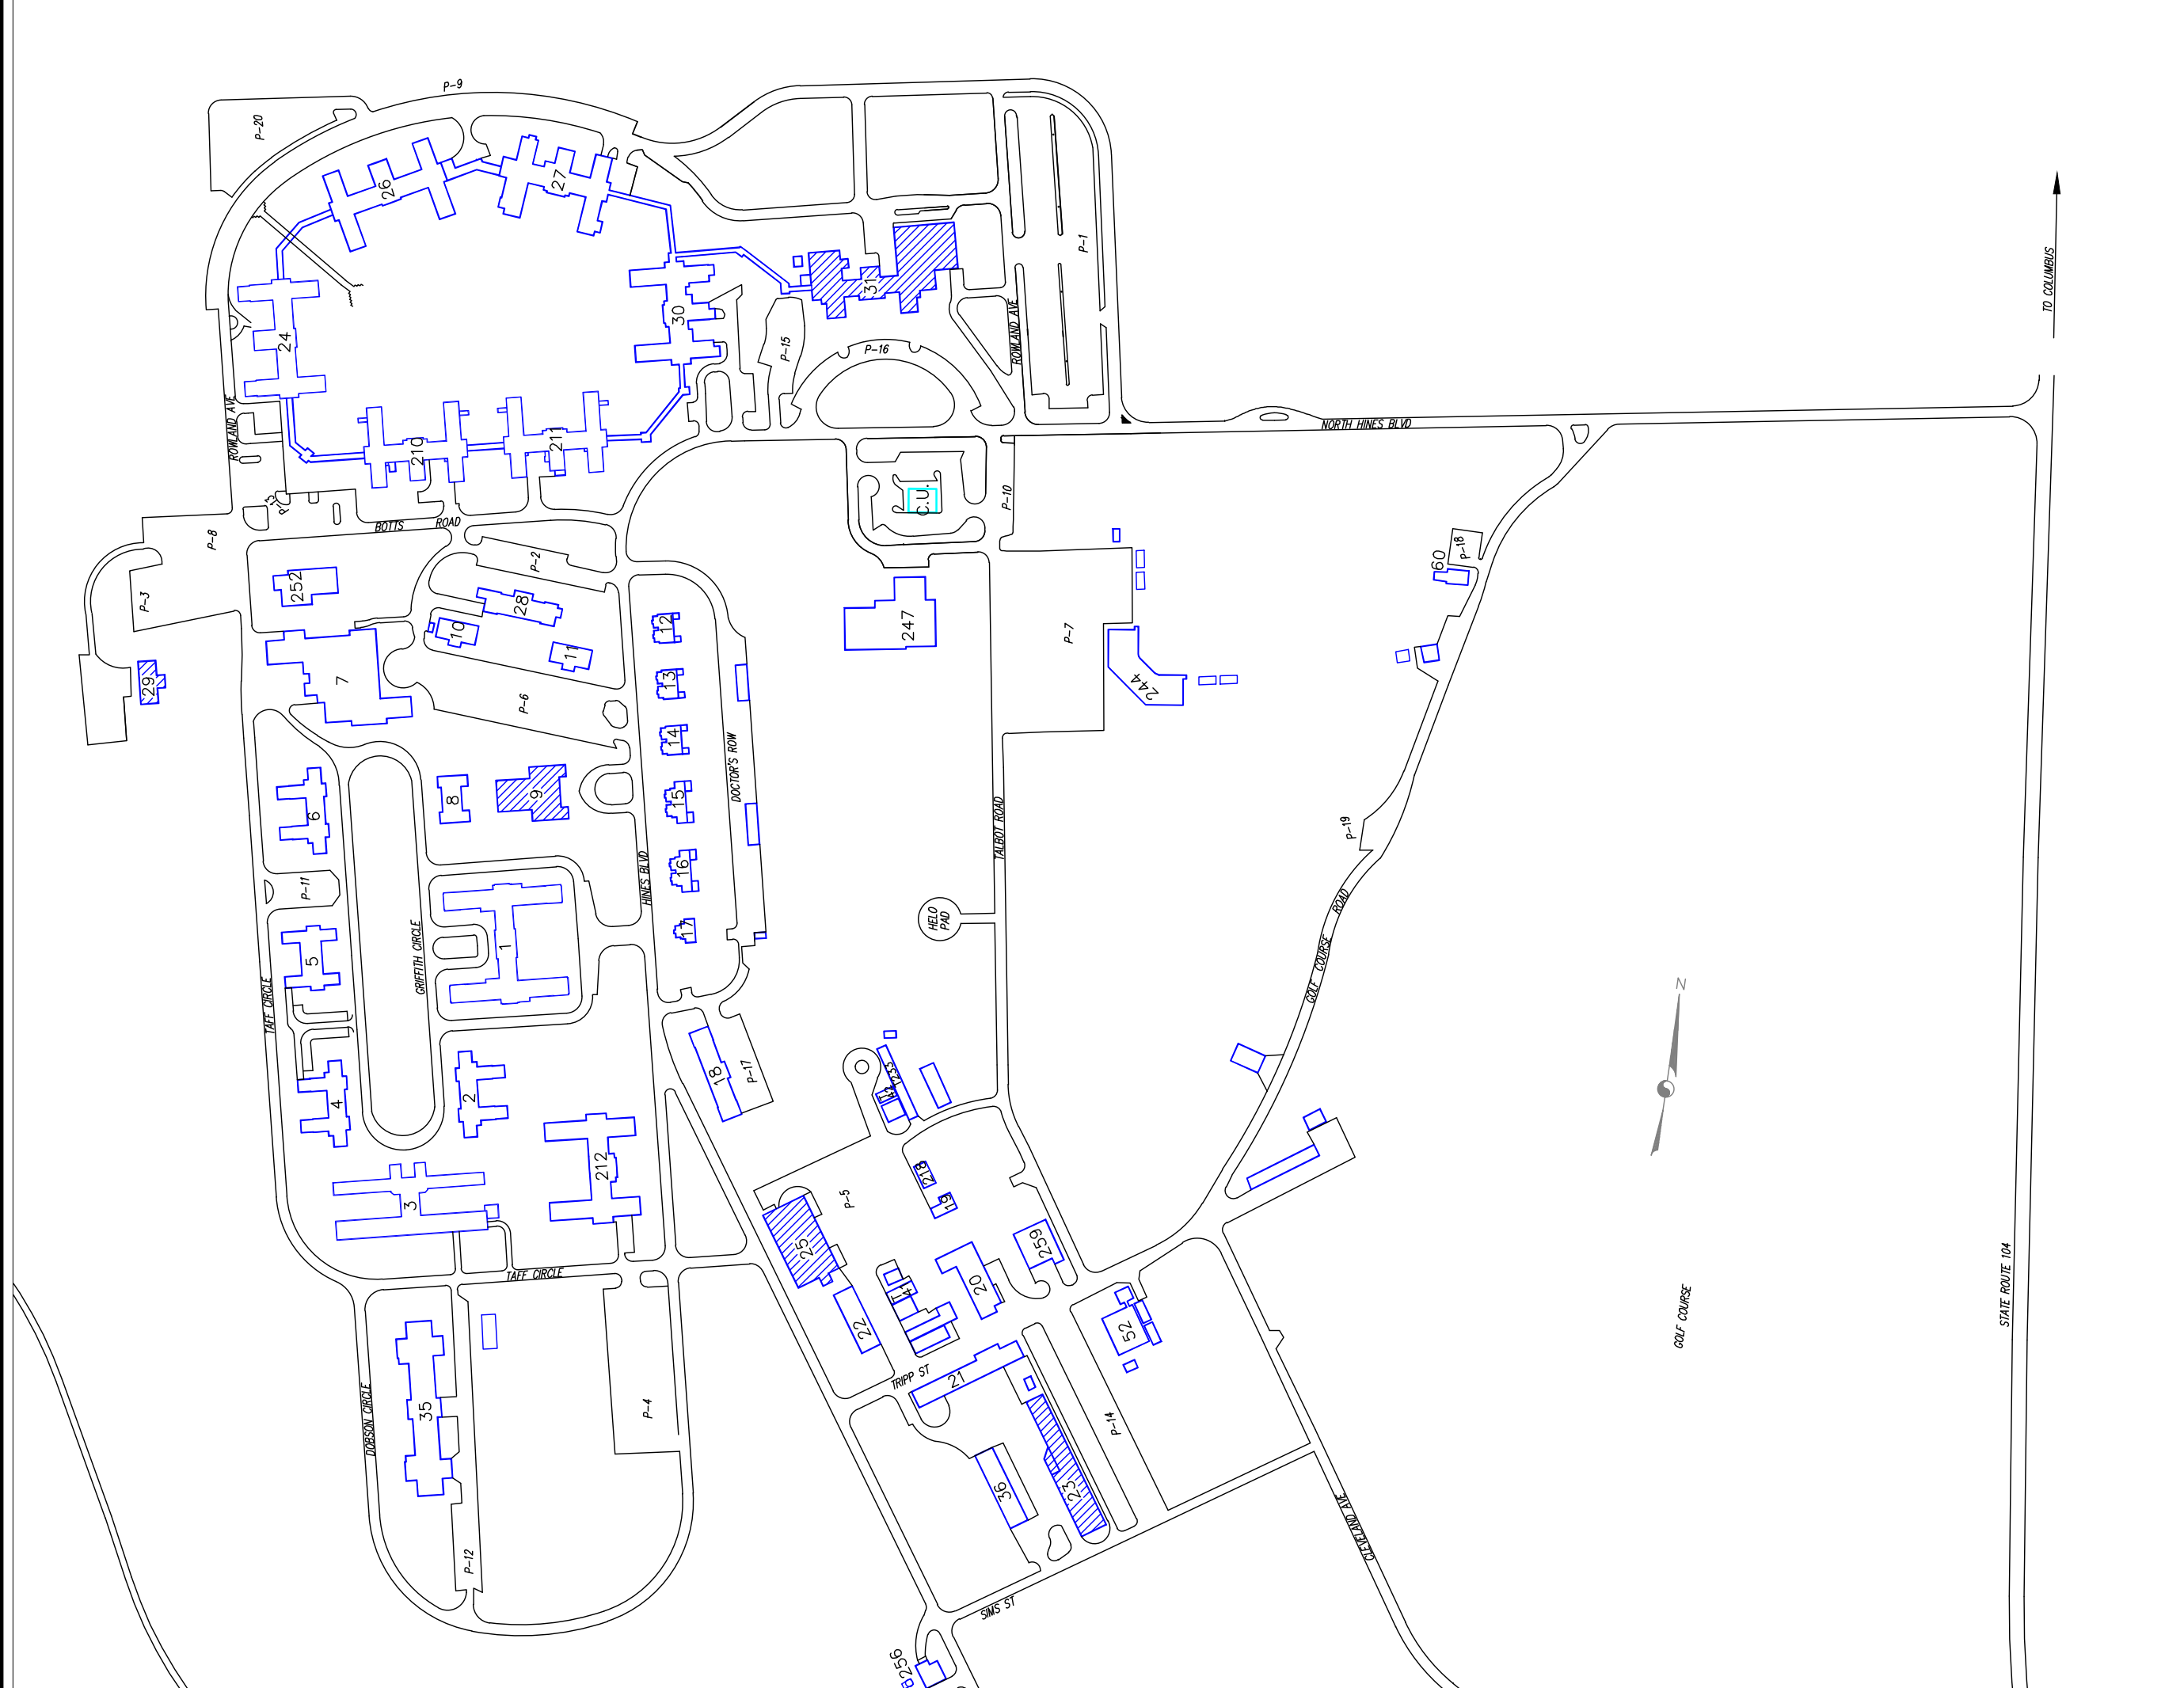 P-9
P-20
26
27
P-1
TO COLUMBUS
31
30
24
P-15
P-16
ROWLAND AVE
ROWLAND AVE
NORTH HINES BLVD
210
211
C.U.
P-10
P-13
BOTTS ROAD
P-8
P-2
P-18
60
252
P-3
28
10
12
247
P-7
11
29
7
13
244
P-6
14
DOCTOR'S ROW
8
9
15
6
TALBOT ROAD
P-19
16
HINES BLVD
P-11
GOLF COURSE ROAD
HELO
PAD
17
1
5
GRIFFITH CIRCLE
TAFF CIRCLE
N
18
P-17
235
4
2
212
218
19
P-5
3
25
259
TAFF CIRCLE
20
41
22
52
STATE ROUTE 104
GOLF COURSE
TRIPP ST
21
35
DOBSON CIRCLE
P-4
P-14
36
23
P-12
CLEVELAND AVE
SIMS ST
256